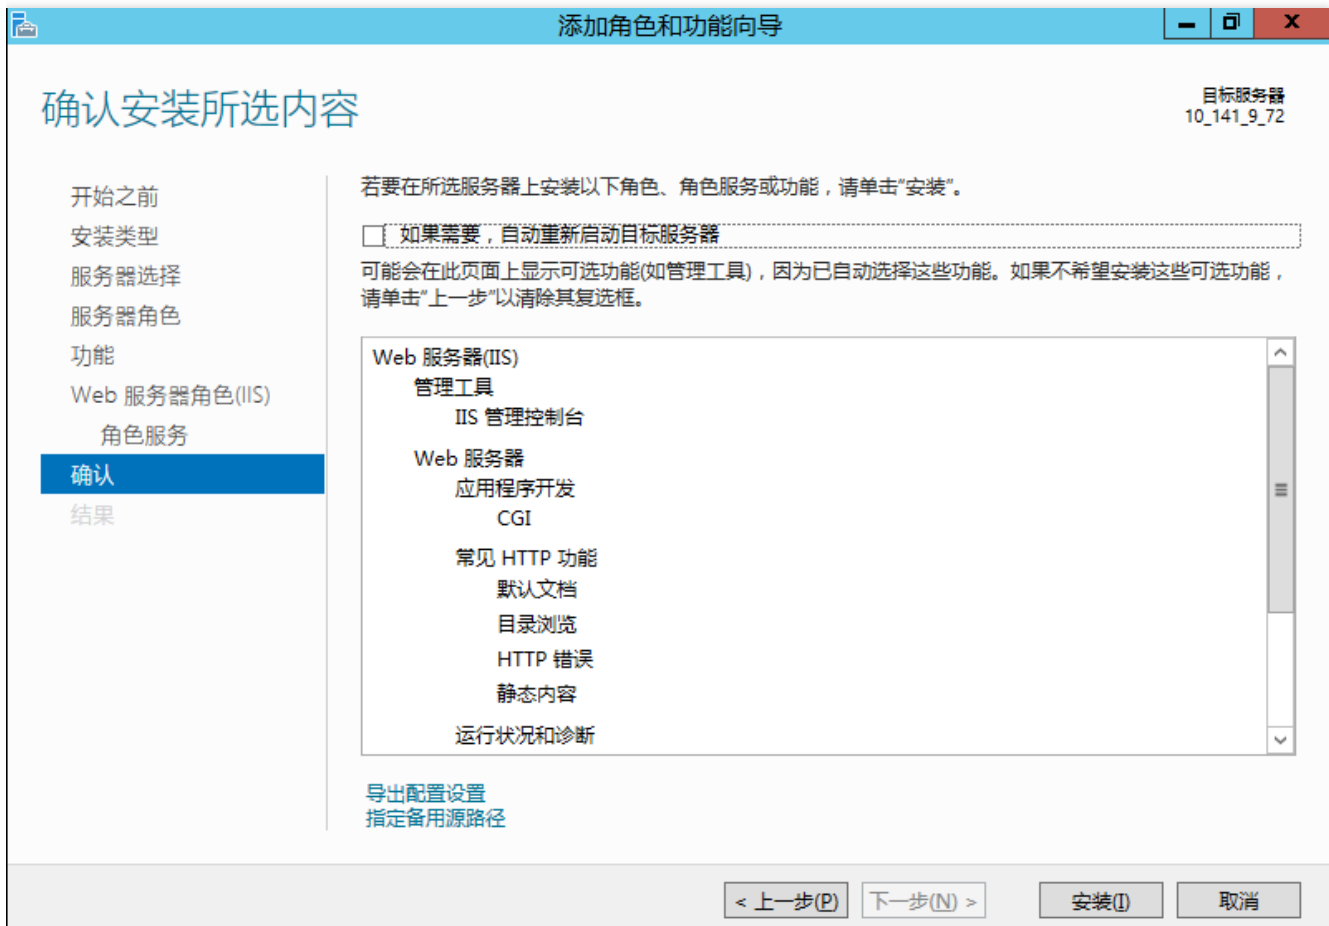 添加角色和功能向导
确认安装所选内容
目标服务器
10_141_9_72
开始之前
安装类型
服务器选择
服务器角色
功能
Web 服务器角色(IIS)
角色服务
确认
结果
若要在所选服务器上安装以下角色、角色服务或功能，请单击"安装"。
如果需要，自动重新启动目标服务器
可能会在此页面上显示可选功能(如管理工具)，因为已自动选择这些功能。如果不希望安装这些可选功能，
请单击"上一步"以清除其复选框。
Web 服务器(IIS)
管理工具
IIS 管理控制台
Web 服务器
应用程序开发
CGI
常见 HTTP 功能
默认文档
目录浏览
HTTP 错误
静态内容
运行状况和诊断
导出配置设置
指定备用源路径
< 上一步(P)
下一步(N) >
安装(I)
取消